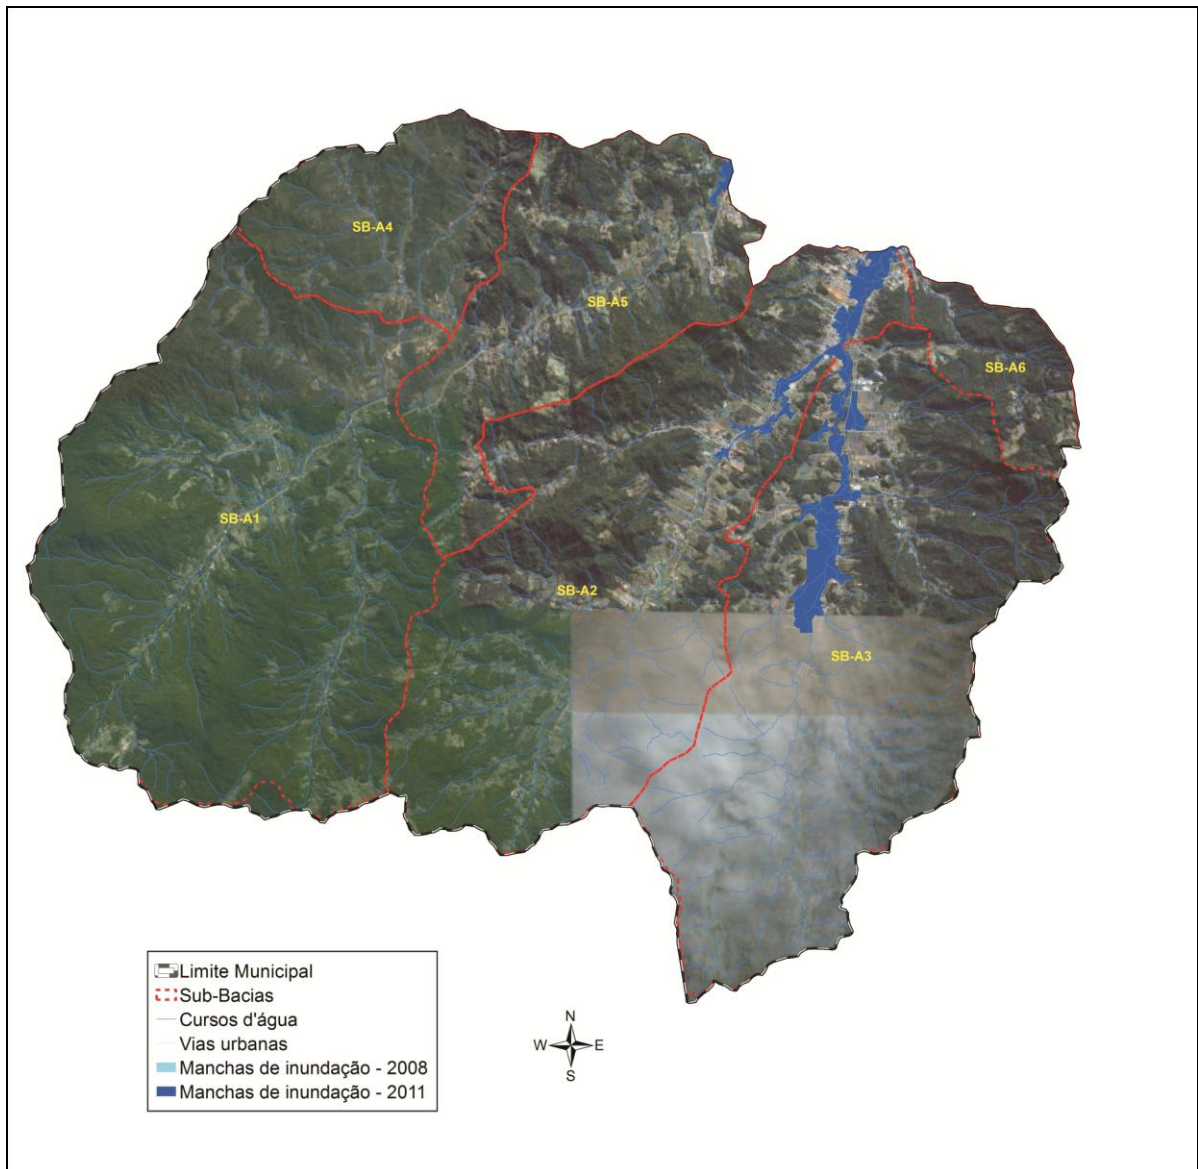 SB-A4
SB-A5
SB-A6
SB-A1
SB-A2
SB-A3
Limite Municipal
Sub-Bacias
Cursos d'água
Vias urbanas
Manchas de inundação - 2008
Manchas de inundação - 2011
N
W E
S